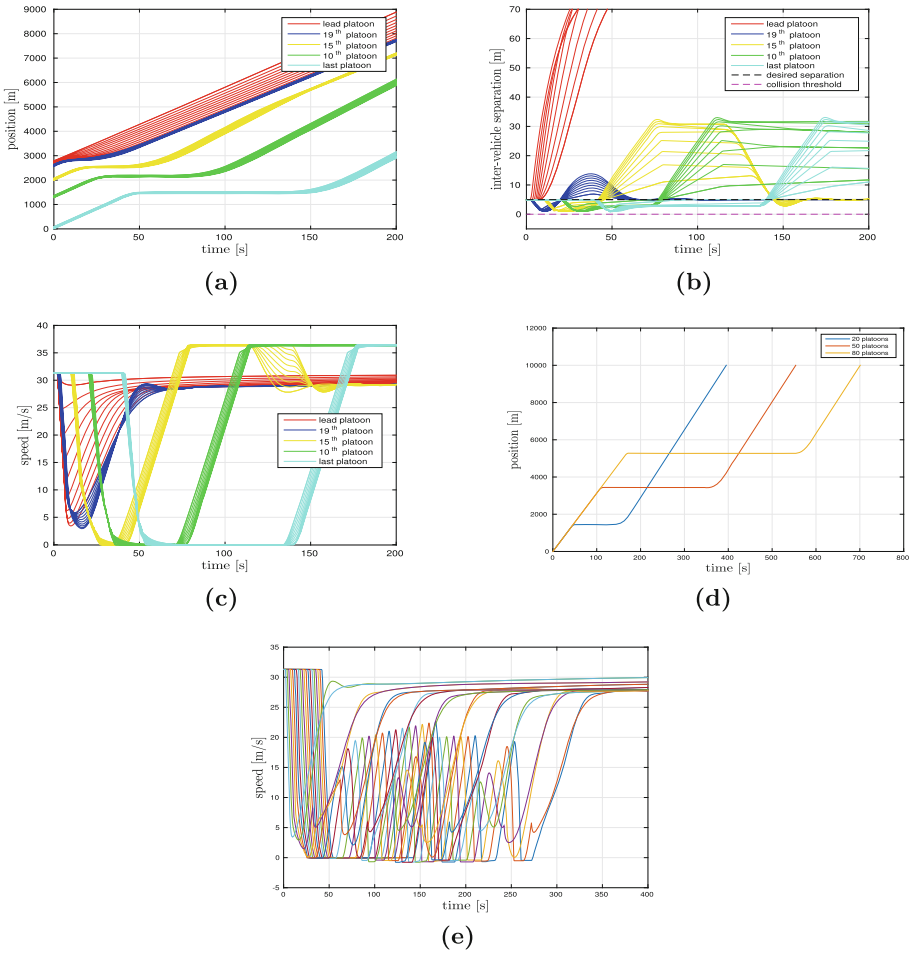 9000
8000
7000
6000
5000
4000
3000
2000
1000
0
position [m]
0 50 100 150 200
time [s]
lead platoon
19 th platoon
15 th platoon
10 th platoon
last platoon
(a)
70
60
50
40
30
20
10
0
inter-vehicle separation [m]
0 50 100 150 200
time [s]
lead platoon
19 th platoon
15 th platoon
10 th platoon
last platoon
desired separation
collision threshold
(b)
40
35
30
25
20
15
10
5
0
speed [m/s]
0 50 100 150 200
time [s]
lead platoon
19 th platoon
15 th platoon
10 th platoon
last platoon
(c)
12000
10000
8000
6000
4000
2000
0
position [m]
0 100 200 300 400 500 600 700 800
time [s]
20 platoons
50 platoons
80 platoons
(d)
35
30
25
20
15
10
5
0
-5
speed [m/s]
0 50 100 150 200 250 300 350 400
time [s]
(e)